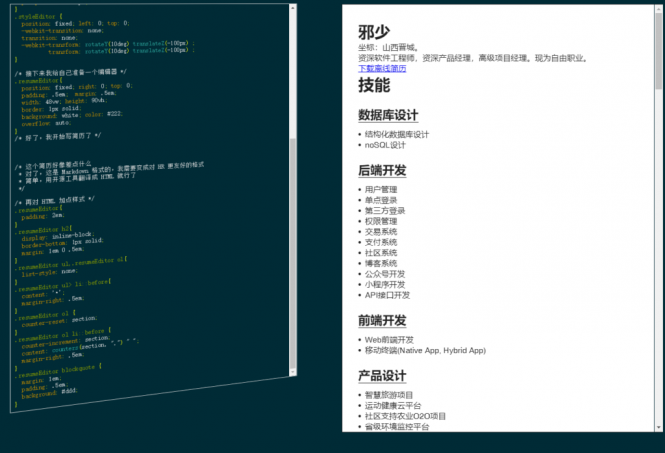 }
.styleEditor {
position: fixed; left: 0; top: 0;
-webkit-transition: none;
transition: none;
-webkit-transform: rotateY(10deg) translateZ(-100px) ;
transform: rotateY(10deg) translateZ(-100px) ;
}
/* 接下来我给自己准备一个编辑器 */
.resumeEditor{
position: fixed; right: 0; top: 0;
padding: .5em; margin: .5em;
width: 48vw; height: 90vh;
border: 1px solid;
background: white; color: #222;
overflow: auto;
}
/* 好了，我开始写简历了 */
/* 这个简历好像差点什么
* 对了，这是 Markdown 格式的，我需要变成对 HR 更友好的格式
* 简单，用开源工具翻译成 HTML 就行了
*/
/* 再对 HTML 加点样式 */
.resumeEditor{
padding: 2em;
}
.resumeEditor h2{
display: inline-block;
border-bottom: 1px solid;
margin: 1em 0 .5em;
}
.resumeEditor ul,.resumeEditor ol{
list-style: none;
}
.resumeEditor ul> li::before{
content: '•';
margin-right: .5em;
}
.resumeEditor ol {
counter-reset: section;
}
.resumeEditor ol li::before {
counter-increment: section;
content: counters(section, ".") " ";
margin-right: .5em;
}
.resumeEditor blockquote {
margin: 1em;
padding: .5em;
background: #ddd;
}
邪少
坐标：山西晋城。
资深软件工程师，资深产品经理，高级项目经理。现为自由职业。
下载离线简历
技能
数据库设计
• 结构化数据库设计
• noSQL设计
后端开发
• 用户管理
• 单点登录
• 第三方登录
• 权限管理
• 交易系统
• 支付系统
• 社区系统
• 博客系统
• 公众号开发
• 小程序开发
• API接口开发
前端开发
• Web前端开发
• 移动终端(Native App, Hybrid App)
产品设计
• 智慧旅游项目
• 运动健康云平台
• 社区支持农业O2O项目
• 省级环境监控平台